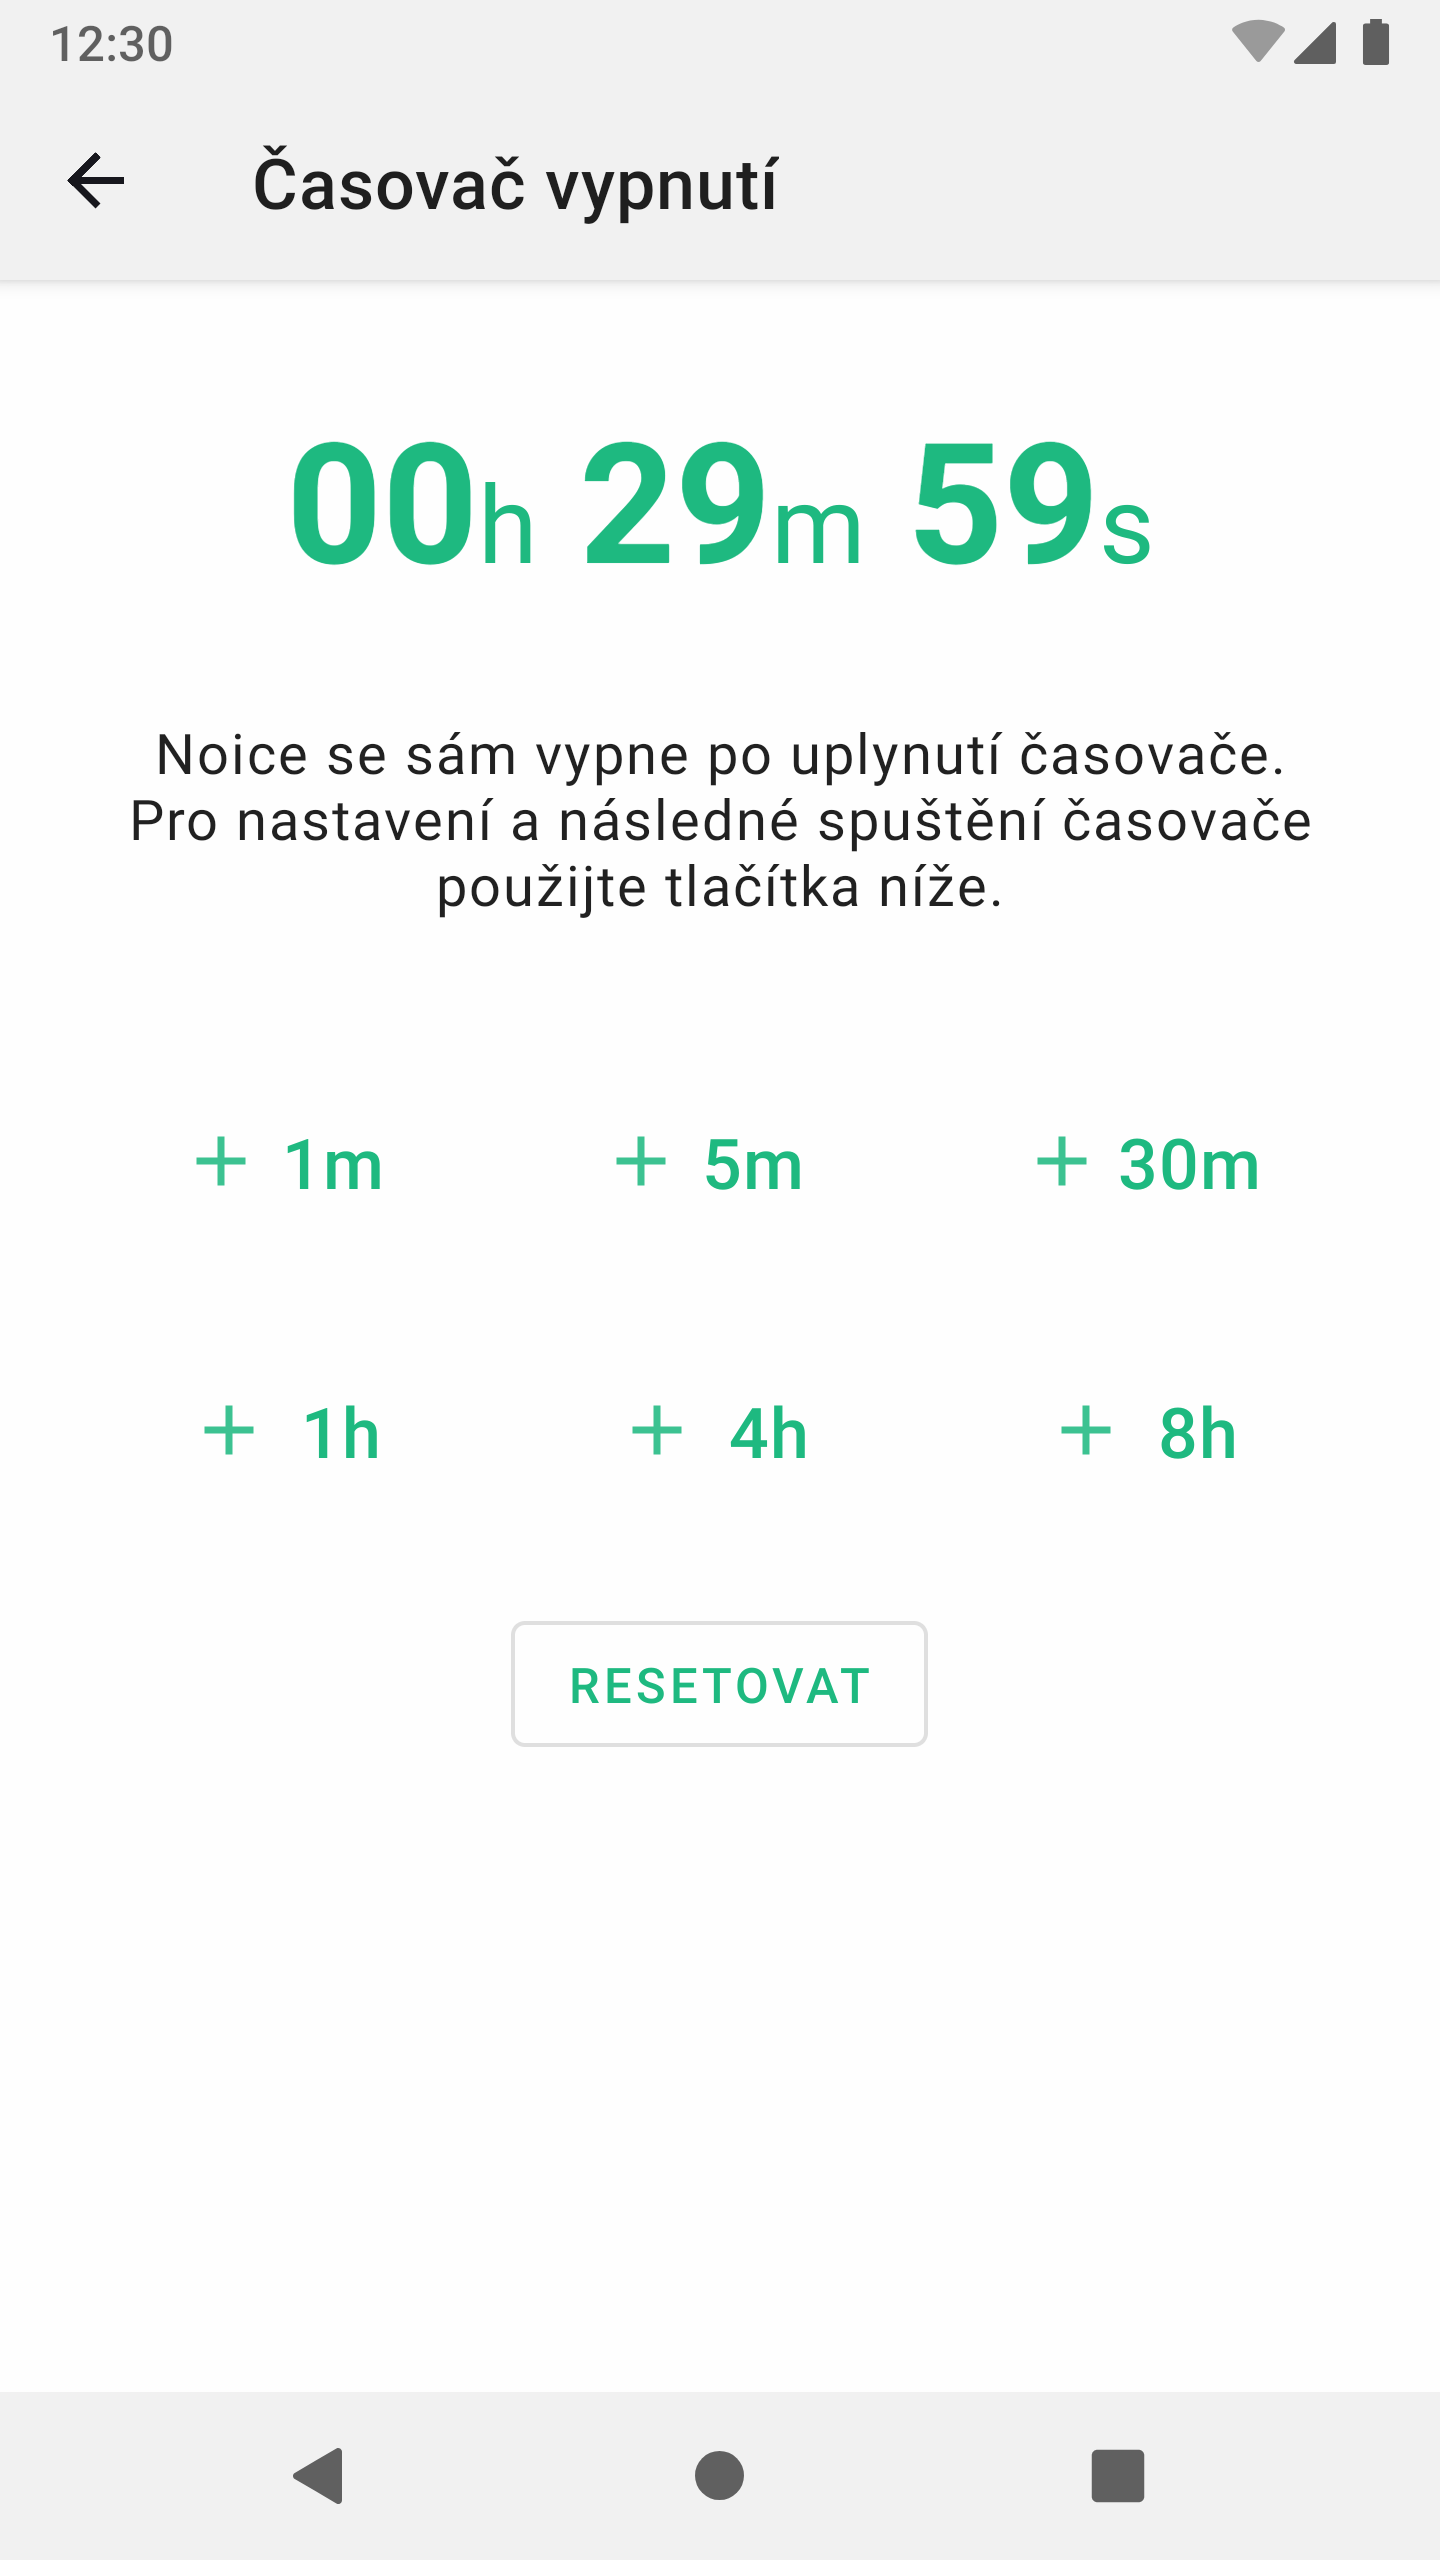 12:30
Časovač vypnutí
00h 29m 59s
Noice se sám vypne po uplynutí časovače.
Pro nastavení a následné spuštění časovače
použijte tlačítka níže.
+ 1m + 5m + 30m
+ 1h + 4h + 8h
RESETOVAT